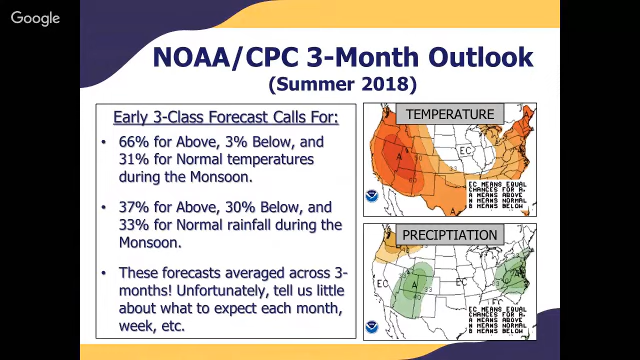 Google
NOAA/CPC 3-Month Outlook
(Summer 2018)
Early 3-Class Forecast Calls For:
• 66% for Above, 3% Below, and
31% for Normal temperatures
during the Monsoon.
• 37% for Above, 30% Below, and
33% for Normal rainfall during the
Monsoon.
• These forecasts averaged across 3-
months! Unfortunately, tell us little
about what to expect each month,
week, etc.
TEMPERATURE
EC
A
33
EC MEANS EQUAL
CHANCES FOR A,
A MEANS ABOVE
N MEANS NORMAL
B MEANS BELOW
PRECIPTIATION
A
EC
A
EC MEANS EQUAL
CHANCES FOR A,
A MEANS ABOVE
N MEANS NORMAL
B MEANS BELOW